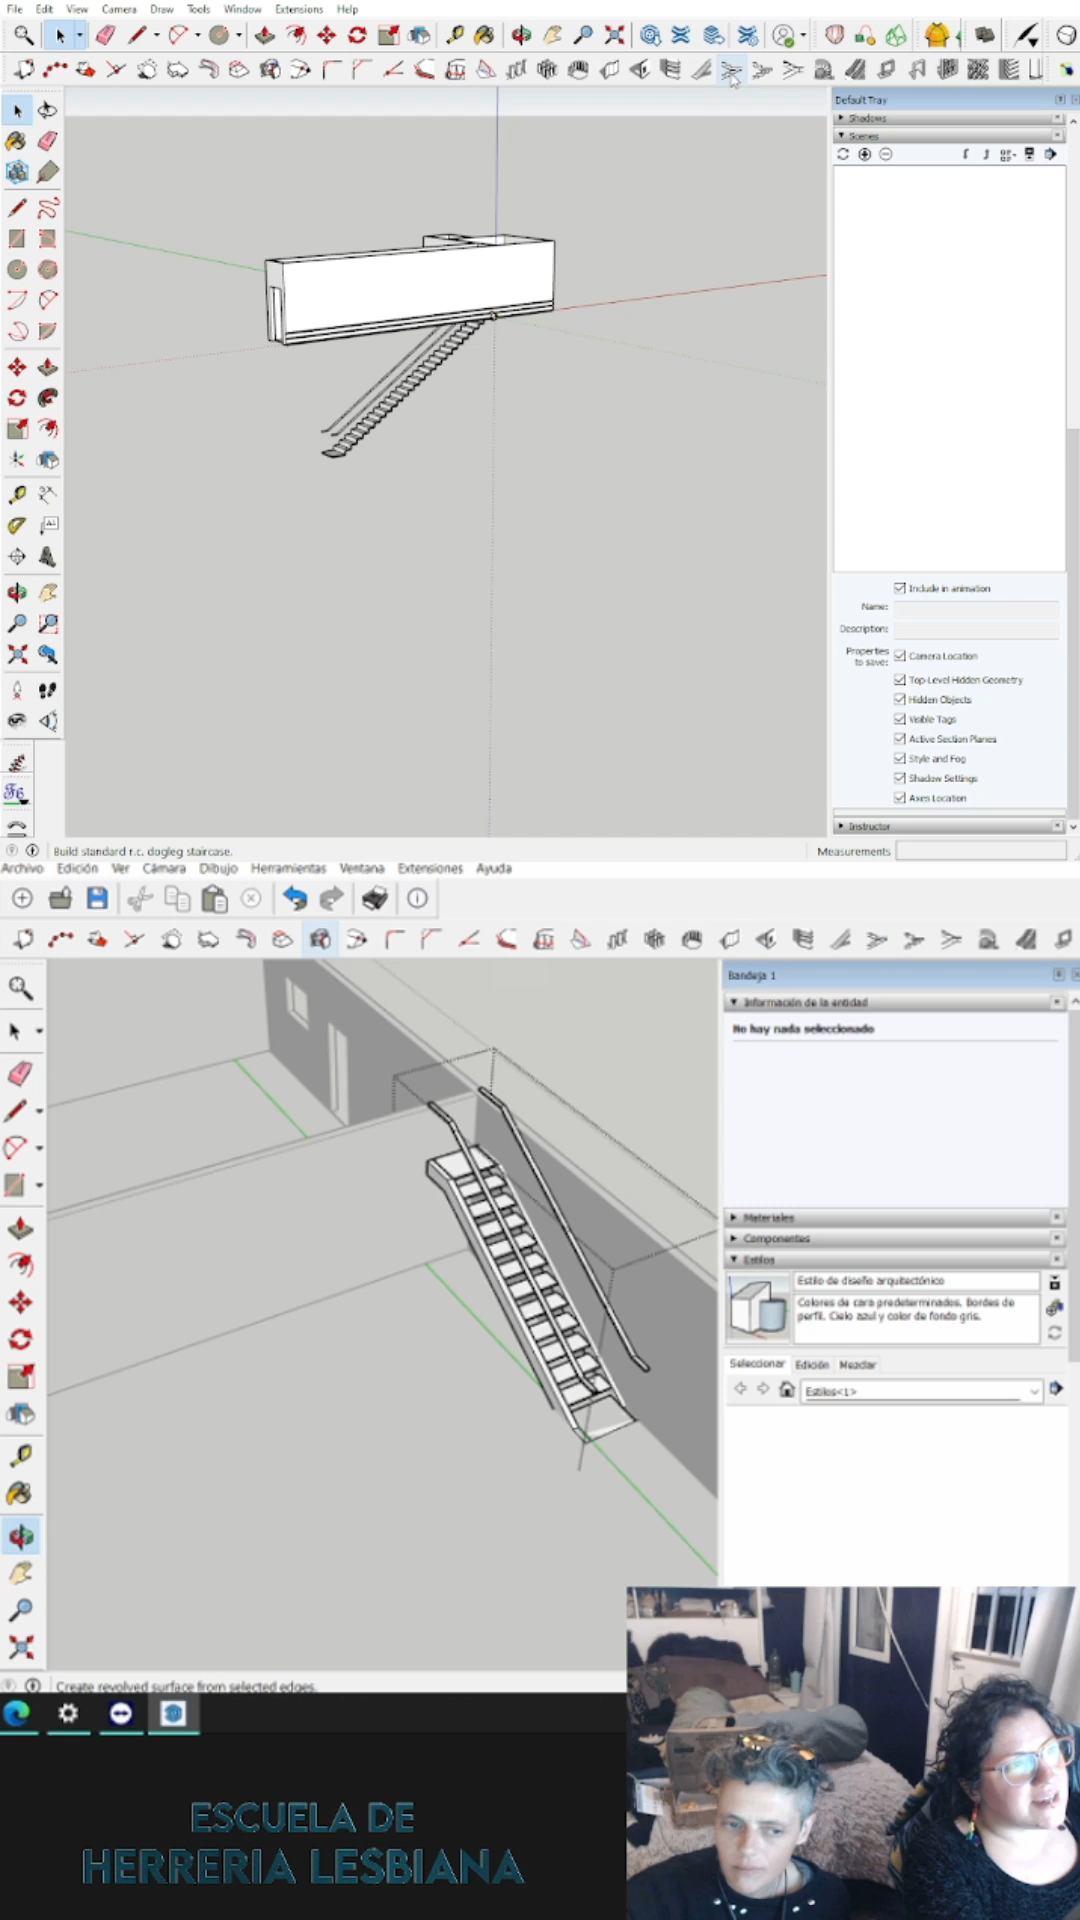 File Edit View Camera Draw Tools Window Extensions Help
Default Tray
Shadows
Scenes
Include in animation
Name:
Description:
Properties to save:
Camera Location
Top-Level Hidden Geometry
Hidden Objects
Visible Tags
Active Section Planes
Style and Fog
Shadow Settings
Axes Location
Instructor
Build standard r.c. dogleg staircase.
Measurements
Archivo Edición Ver Cámara Dibujo Herramientas Ventana Extensiones Ayuda
Bandeja 1
Información de la entidad
No hay nada seleccionado
Materiales
Componentes
Estilos
Estilo de diseño arquitectónico
Colores de cara predeterminados. Bordes de
perfil. Cielo azul y color de fondo gris.
Seleccionar Edición Mezclar
Estilos<1>
Create revolved surface from selected edges.
ESCUELA DE
HERRERIA LESBIANA